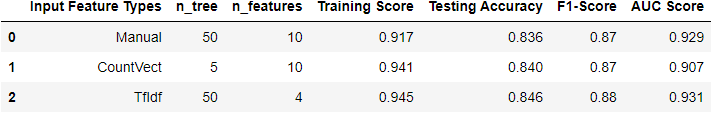 Input Feature Types n_tree n_features Training Score Testing Accuracy F1-Score AUC Score
0 Manual 50 10 0.917 0.836 0.87 0.929
1 CountVect 5 10 0.941 0.840 0.87 0.907
2 TfIdf 50 4 0.945 0.846 0.88 0.931